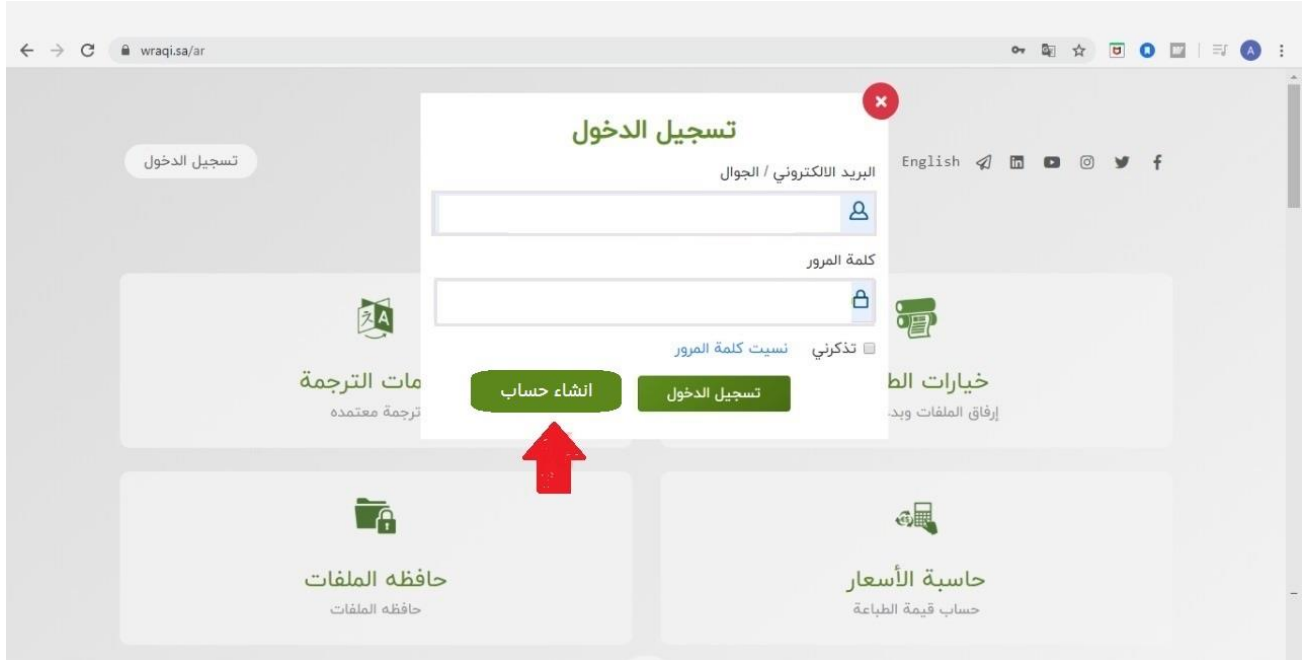 wraqi.sa/ar
A
تسجيل الدخول
English
تسجيل الدخول
البريد الالكتروني / الجوال
كلمة المرور
تذكرني نسيت كلمة المرور
تسجيل الدخول انشاء حساب
خيارات الط
إرفاق الملفات وبد
مات الترجمة
ترجمة معتمده
حاسبة الأسعار
حساب قيمة الطباعة
حافظه الملفات
حافظه الملفات